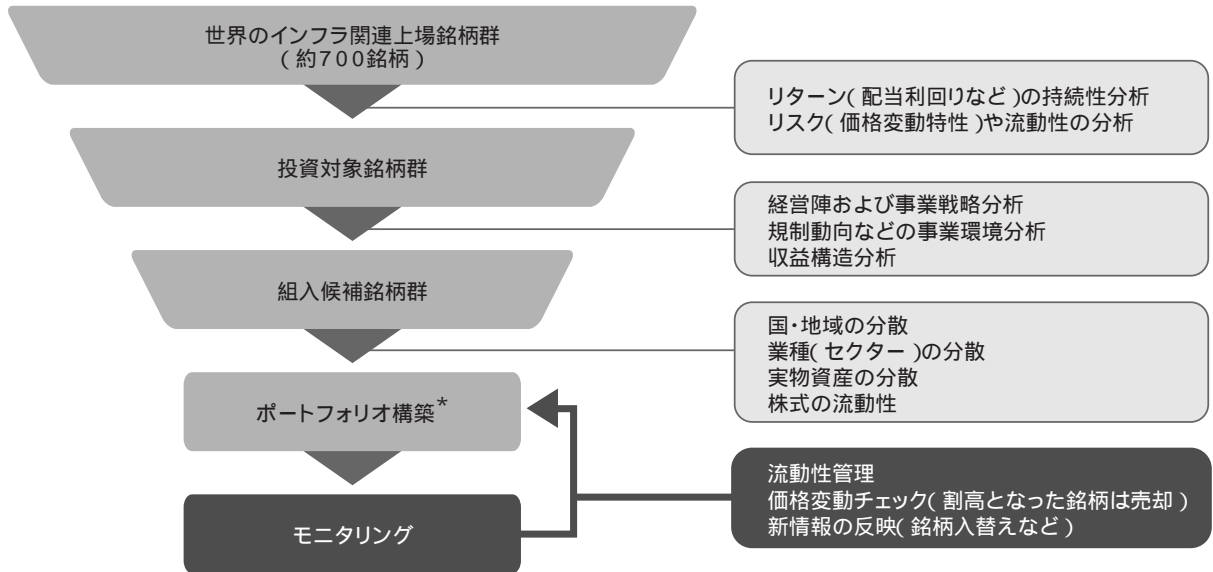 世界のインフラ関連上場銘柄群
(約700銘柄)
リターン(配当利回りなど)の持続性分析
リスク(価格変動特性)や流動性の分析
投資対象銘柄群
経営陣および事業戦略分析
規制動向などの事業環境分析
収益構造分析
組入候補銘柄群
国・地域の分散
業種(セクター)の分散
実物資産の分散
株式の流動性
ポートフォリオ構築*
流動性管理
価格変動チェック(割高となった銘柄は売却)
新情報の反映(銘柄入替えなど)
モニタリング